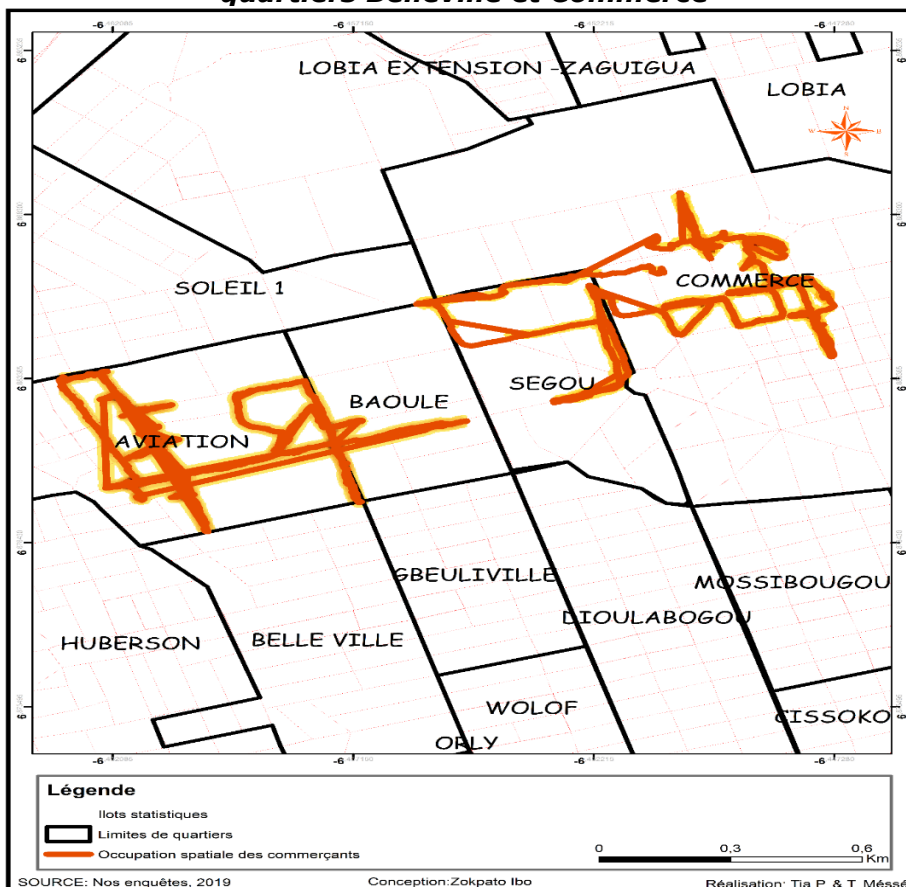 quartiers Belleville et Commerce
LOBIA EXTENSION -ZAGUIGUA
LOBIA
N
W E
S
SOLEIL 1
COMMERCE
SEGOU
BAOULE
AVIATION
GBEULIVILLE
MOSSIBOUGOU
DIOULABOGOU
HUBERSON
BELLE VILLE
WOLOF
CISSOKO
ORLY
Légende
Ilots statistiques
Limites de quartiers
Occupation spatiale des commerçants
0 0,3 0,6
Km
SOURCE: Nos enquêtes, 2019 Conception:Zokpato Ibo Réalisation: Tia P. & T. Méssé